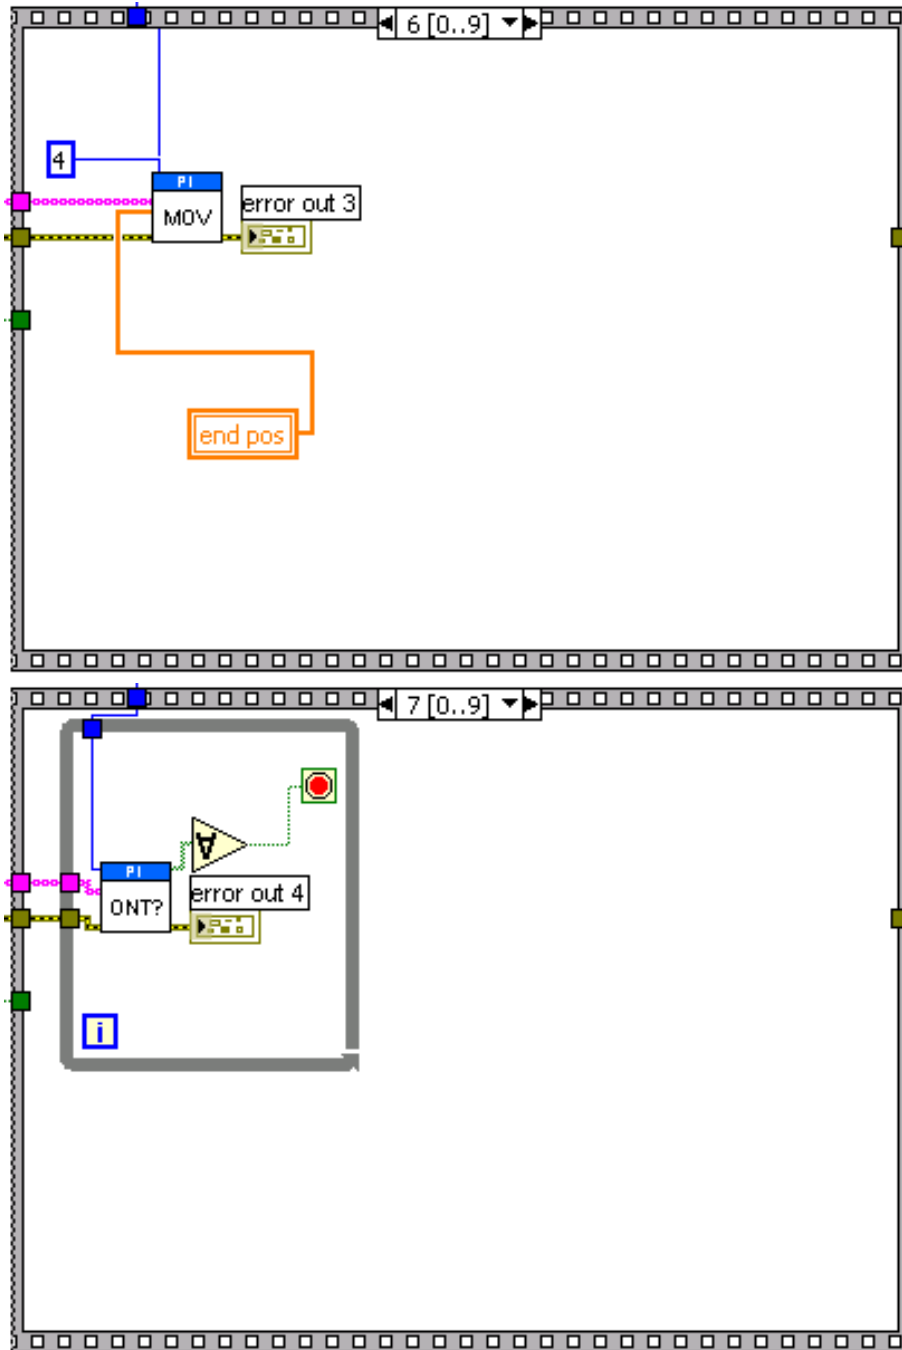 6 [0..9]
4
PI
MOV
error out 3
end pos
7 [0..9]
PI
ONT?
error out 4
i